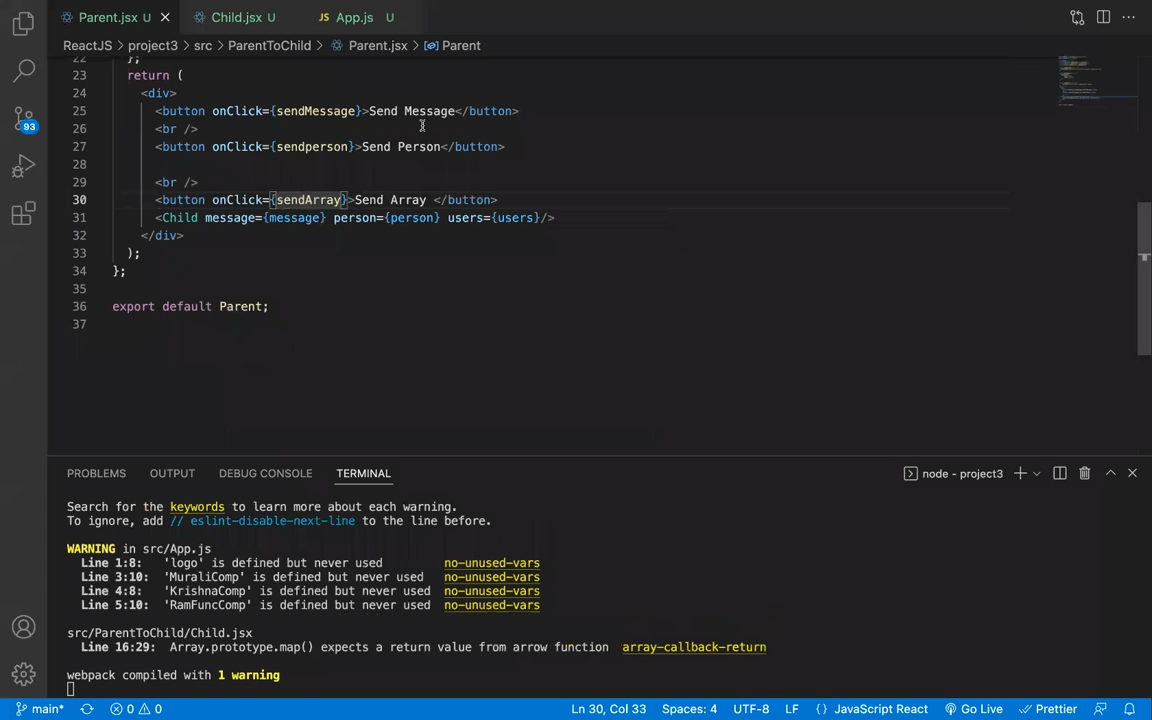 Parent.jsx U
Child.jsx U
JS App.js U
ReactJS > project3 > src > ParentToChild > Parent.jsx > Parent
22 };
23 return (
24 <div>
25 <button onClick={sendMessage}>Send Message</button>
26 <br />
27 <button onClick={sendperson}>Send Person</button>
28
29 <br />
30 <button onClick={sendArray}>Send Array </button>
31 <Child message={message} person={person} users={users}/>
32 </div>
33 );
34 };
35
36 export default Parent;
37
93
PROBLEMS OUTPUT DEBUG CONSOLE TERMINAL
node - project3
Search for the keywords to learn more about each warning.
To ignore, add // eslint-disable-next-line to the line before.
WARNING in src/App.js
Line 1:8: 'logo' is defined but never used no-unused-vars
Line 3:10: 'MuraliComp' is defined but never used no-unused-vars
Line 4:8: 'KrishnaComp' is defined but never used no-unused-vars
Line 5:10: 'RamFuncComp' is defined but never used no-unused-vars
src/ParentToChild/Child.jsx
Line 16:29: Array.prototype.map() expects a return value from arrow function array-callback-return
webpack compiled with 1 warning
main* 0 0 Ln 30, Col 33 Spaces: 4 UTF-8 LF {} JavaScript React Go Live Prettier